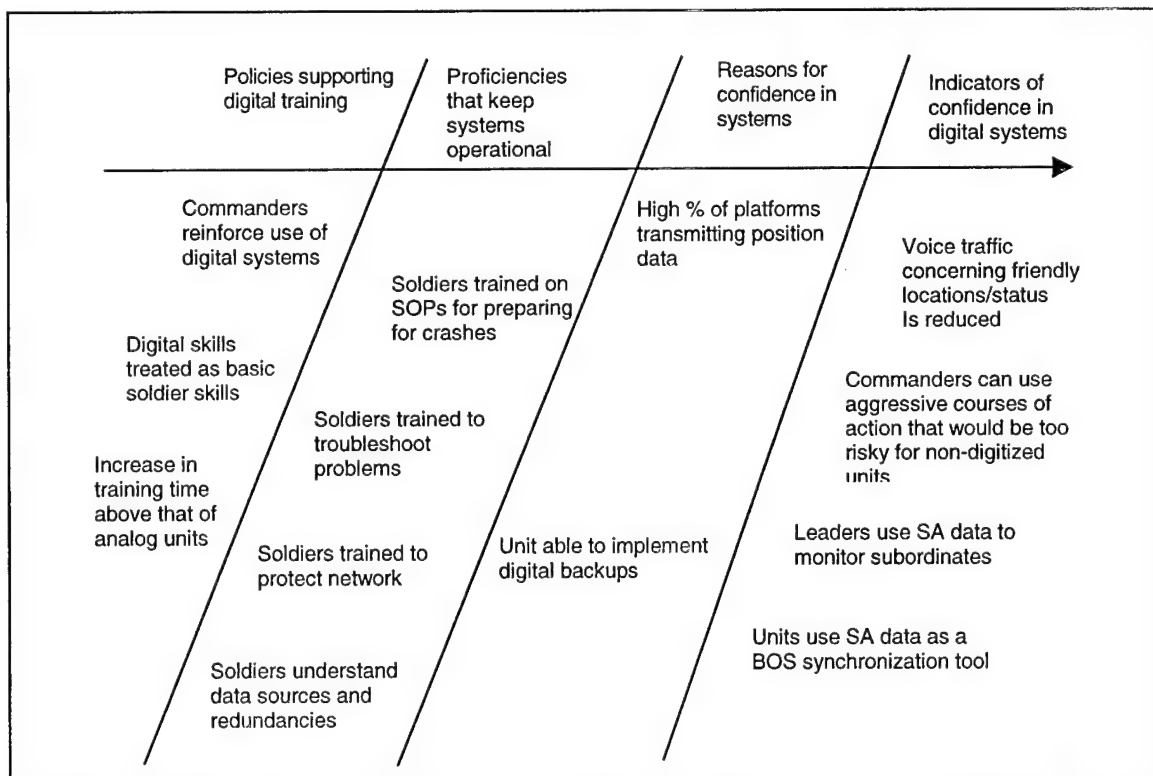 Policies supporting
digital training
Proficiencies
that keep
systems
operational
Reasons for
confidence in
systems
Indicators of
confidence in
digital systems
Commanders
reinforce use of
digital systems
Digital skills
treated as basic
soldier skills
Increase in
training time
above that of
analog units
Soldiers trained on
SOPs for preparing
for crashes
Soldiers trained to
troubleshoot
problems
Soldiers trained to
protect network
Soldiers understand
data sources and
redundancies
High % of platforms
transmitting position
data
Unit able to implement
digital backups
Voice traffic
concerning friendly
locations/status
Is reduced
Commanders can use
aggressive courses of
action that would be too
risky for non-digitized
units
Leaders use SA data to
monitor subordinates
Units use SA data as a
BOS synchronization tool